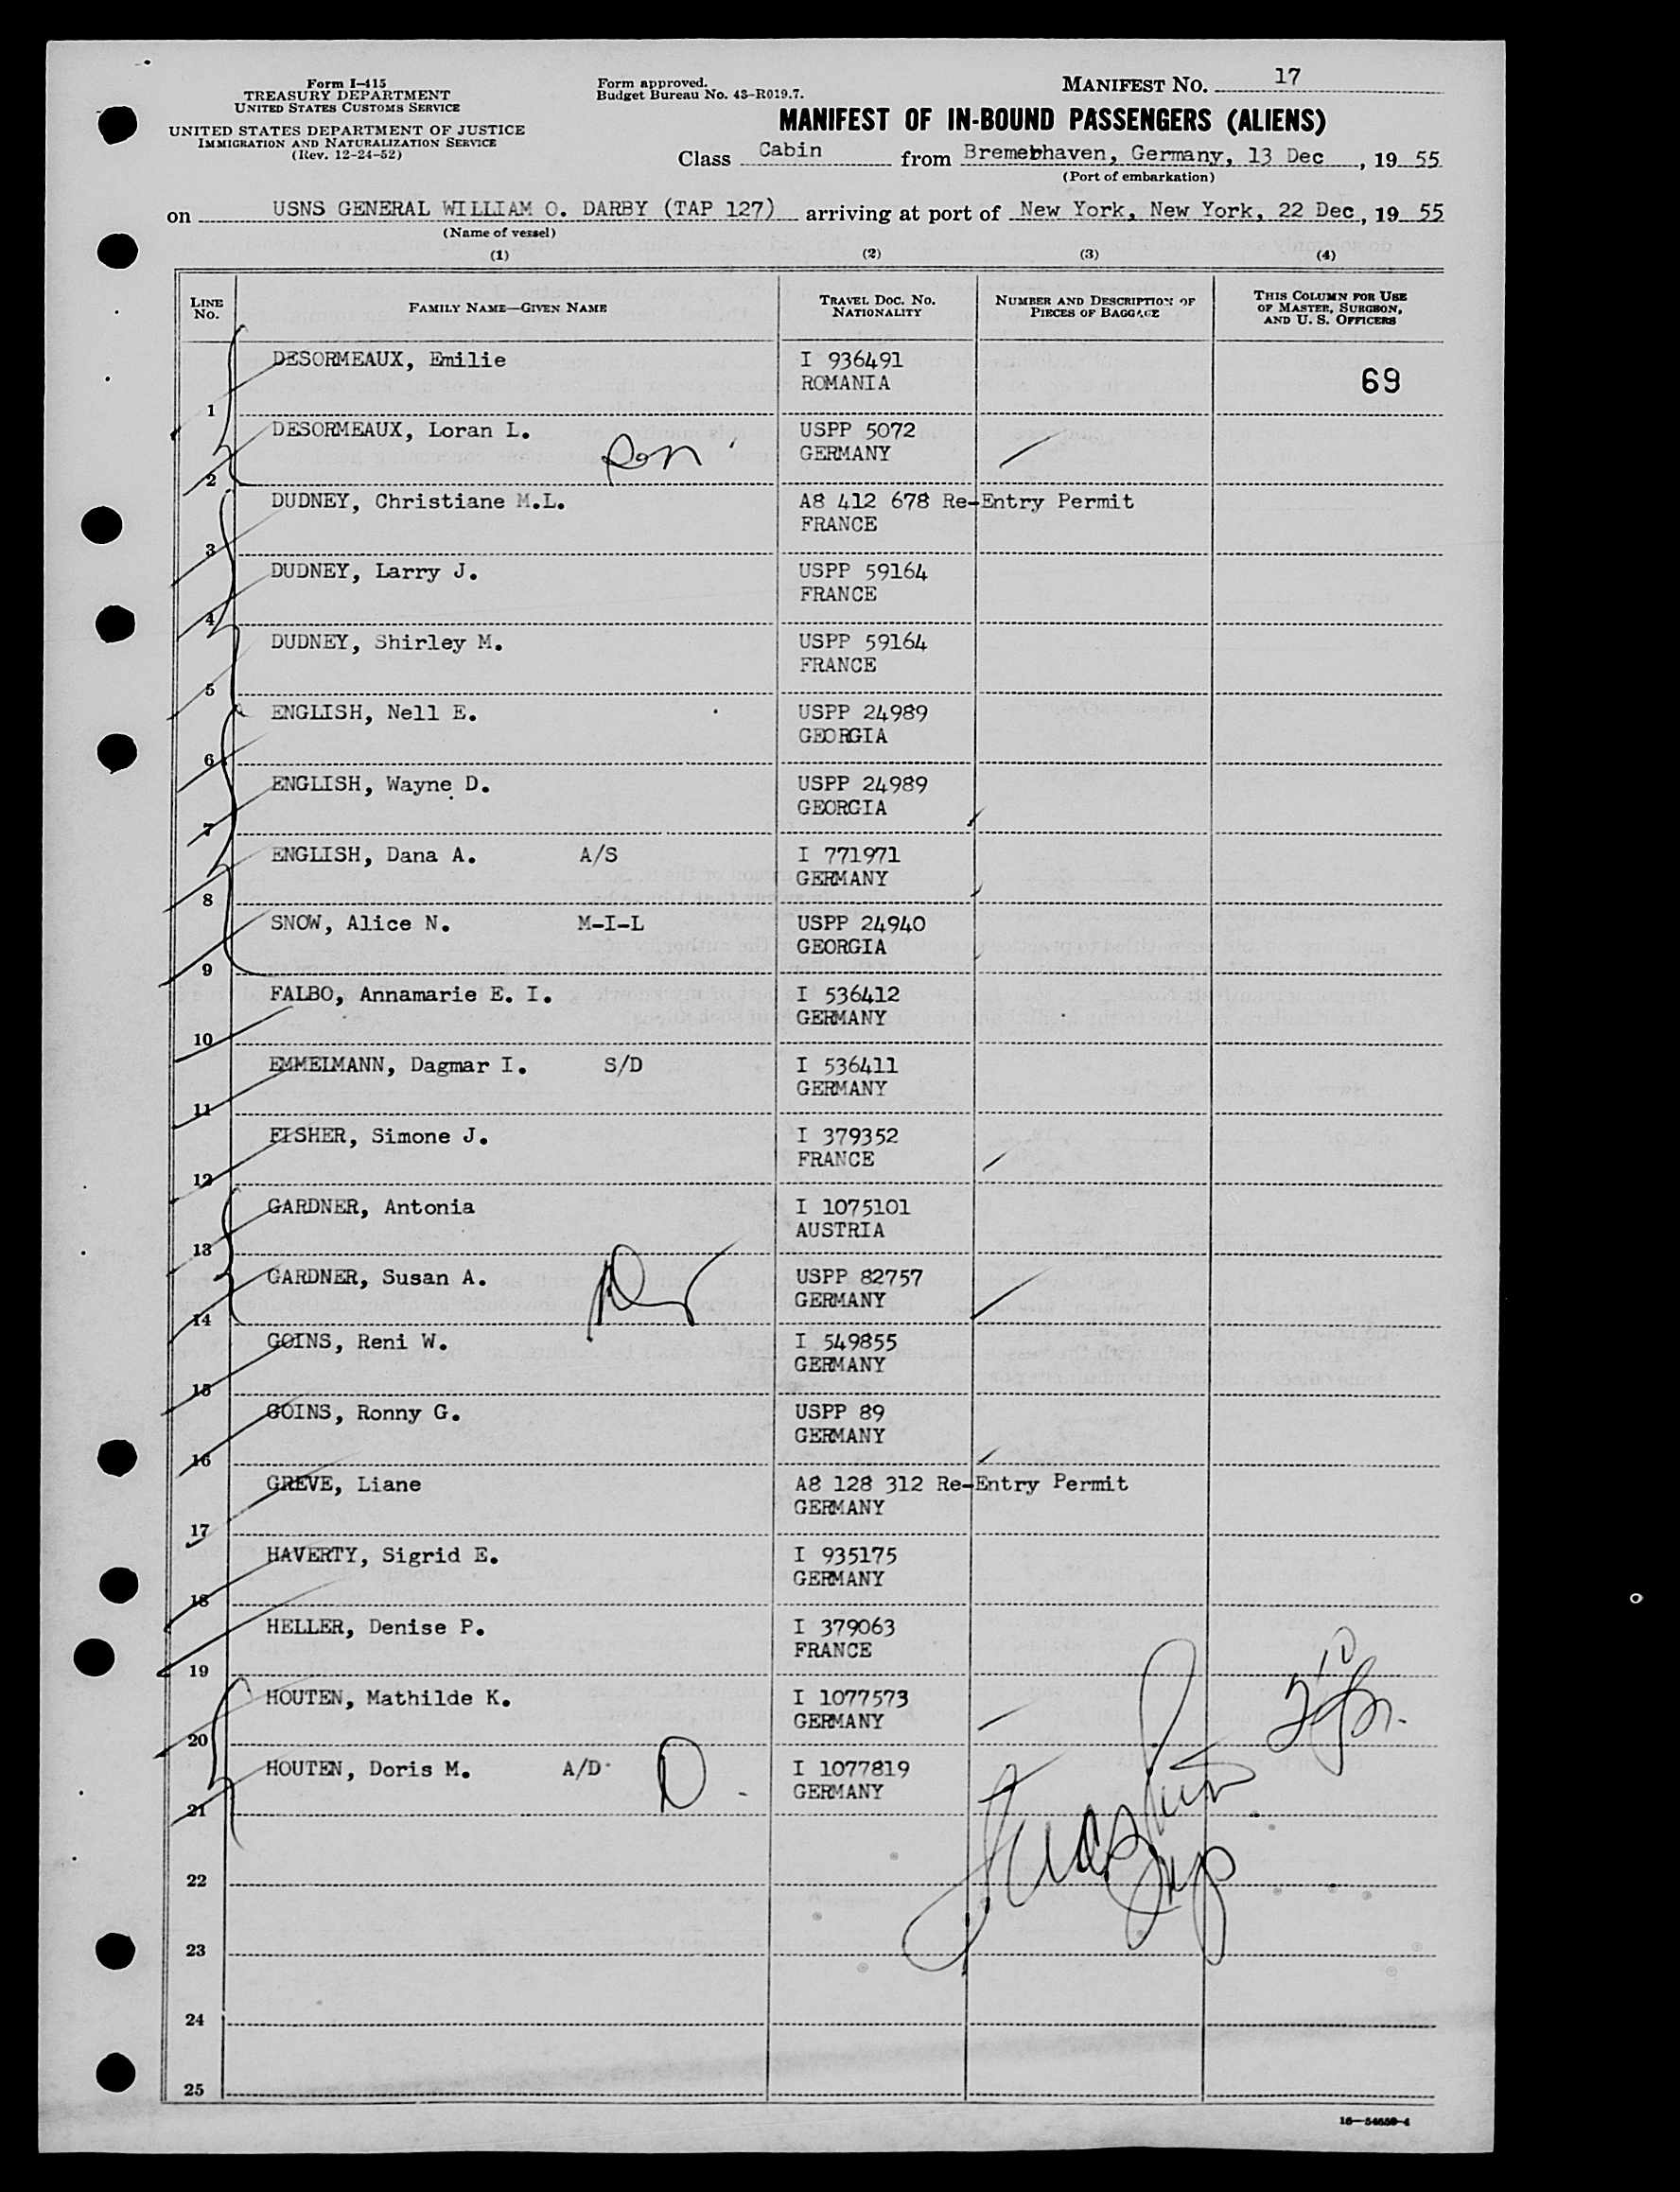 Form I-415
TREASURY DEPARTMENT
UNITED STATES CUSTOMS SERVICE
UNITED STATES DEPARTMENT OF JUSTICE
IMMIGRATION AND NATURALIZATION SERVICE
(Rev. 12-24-52)
Form approved.
Budget Bureau No. 43-R019.7.
MANIFEST NO. 17
MANIFEST OF IN-BOUND PASSENGERS (ALIENS)
Class Cabin from Bremerhaven, Germany, 13 Dec, 19 55
(Port of embarkation)
on USNS GENERAL WILLIAM O. DARBY (TAP 127) arriving at port of New York, New York, 22 Dec, 19 55
(Name of vessel)
(1) (2) (3) (4)
LINE NO. FAMILY NAME—GIVEN NAME TRAVEL DOC. NO. NATIONALITY NUMBER AND DESCRIPTION OF PIECES OF BAGGAGE THIS COLUMN FOR USE OF MASTER, SURGEON, AND U. S. OFFICERS
DESORMEAUX, Emilie I 936491
ROMANIA 69
1
DESORMEAUX, Loran L. USPP 5072
GERMANY
2
DUDNEY, Christiane M.L. A8 412 678 Re-Entry Permit
FRANCE
3
DUDNEY, Larry J. USPP 59164
FRANCE
4
DUDNEY, Shirley M. USPP 59164
FRANCE
5
ENGLISH, Nell E. USPP 24989
GEORGIA
6
ENGLISH, Wayne D. USPP 24989
GEORGIA
7
ENGLISH, Dana A. A/S I 771971
GERMANY
8
SNOW, Alice N. M-I-L USPP 24940
GEORGIA
9
FALBO, Annamarie E. I. I 536412
GERMANY
10
EMMELMANN, Dagmar I. S/D I 536411
GERMANY
11
FISHER, Simone J. I 379352
FRANCE
12
GARDNER, Antonia I 1075101
AUSTRIA
13
GARDNER, Susan A. USPP 82757
GERMANY
14
GOINS, Reni W. I 549855
GERMANY
15
GOINS, Ronny G. USPP 89
GERMANY
16
GREVE, Liane A8 128 312 Re-Entry Permit
GERMANY
17
HAVERTY, Sigrid E. I 935175
GERMANY
18
HELLER, Denise P. I 379063
FRANCE
19
HOUTEN, Mathilde K. I 1077573
GERMANY
20
HOUTEN, Doris M. A/D I 1077819
GERMANY
21
22
23
24
25